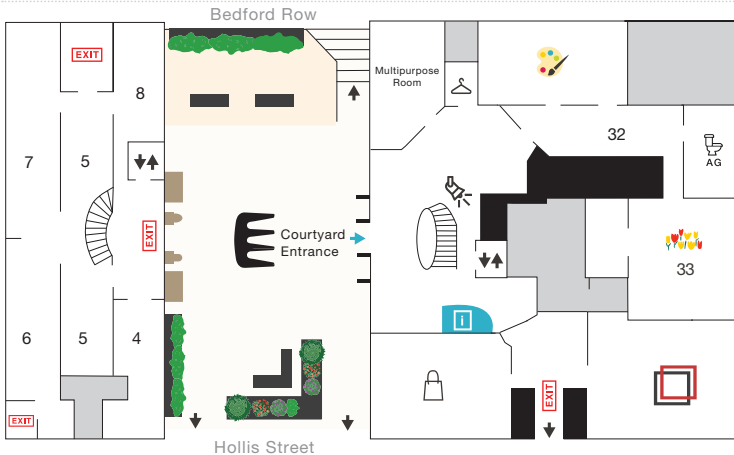 Bedford Row
EXIT
8
Multipurpose
Room
32
AG
7
5
EXIT
Courtyard
Entrance
33
i
6
5
4
EXIT
EXIT
Hollis Street